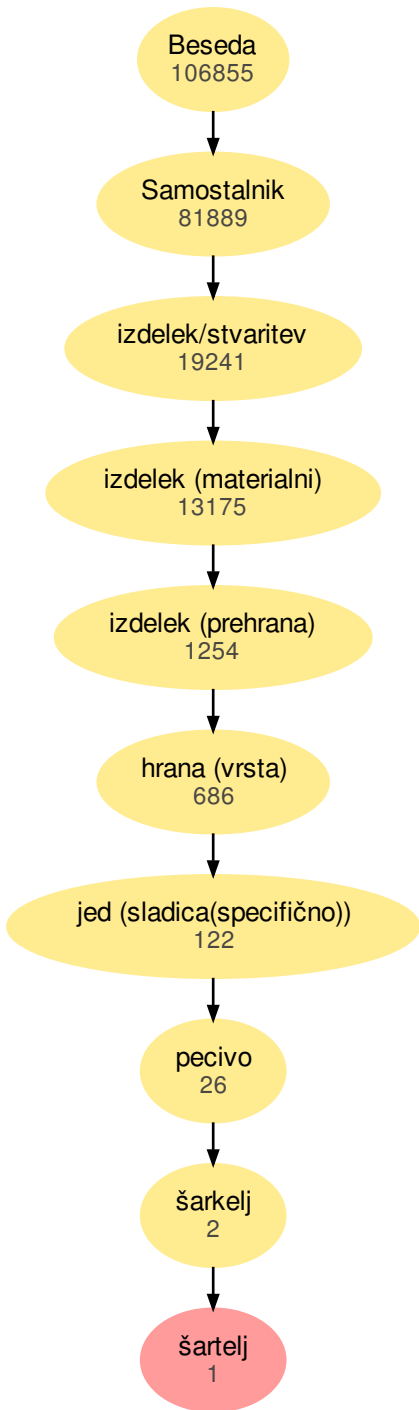 Beseda
106855
Samostalnik
81889
izdelek/stvaritev
19241
izdelek (materialni)
13175
izdelek (prehrana)
1254
hrana (vrsta)
686
jed (sladica(specifično))
122
pecivo
26
šarkelj
2
šartelj
1